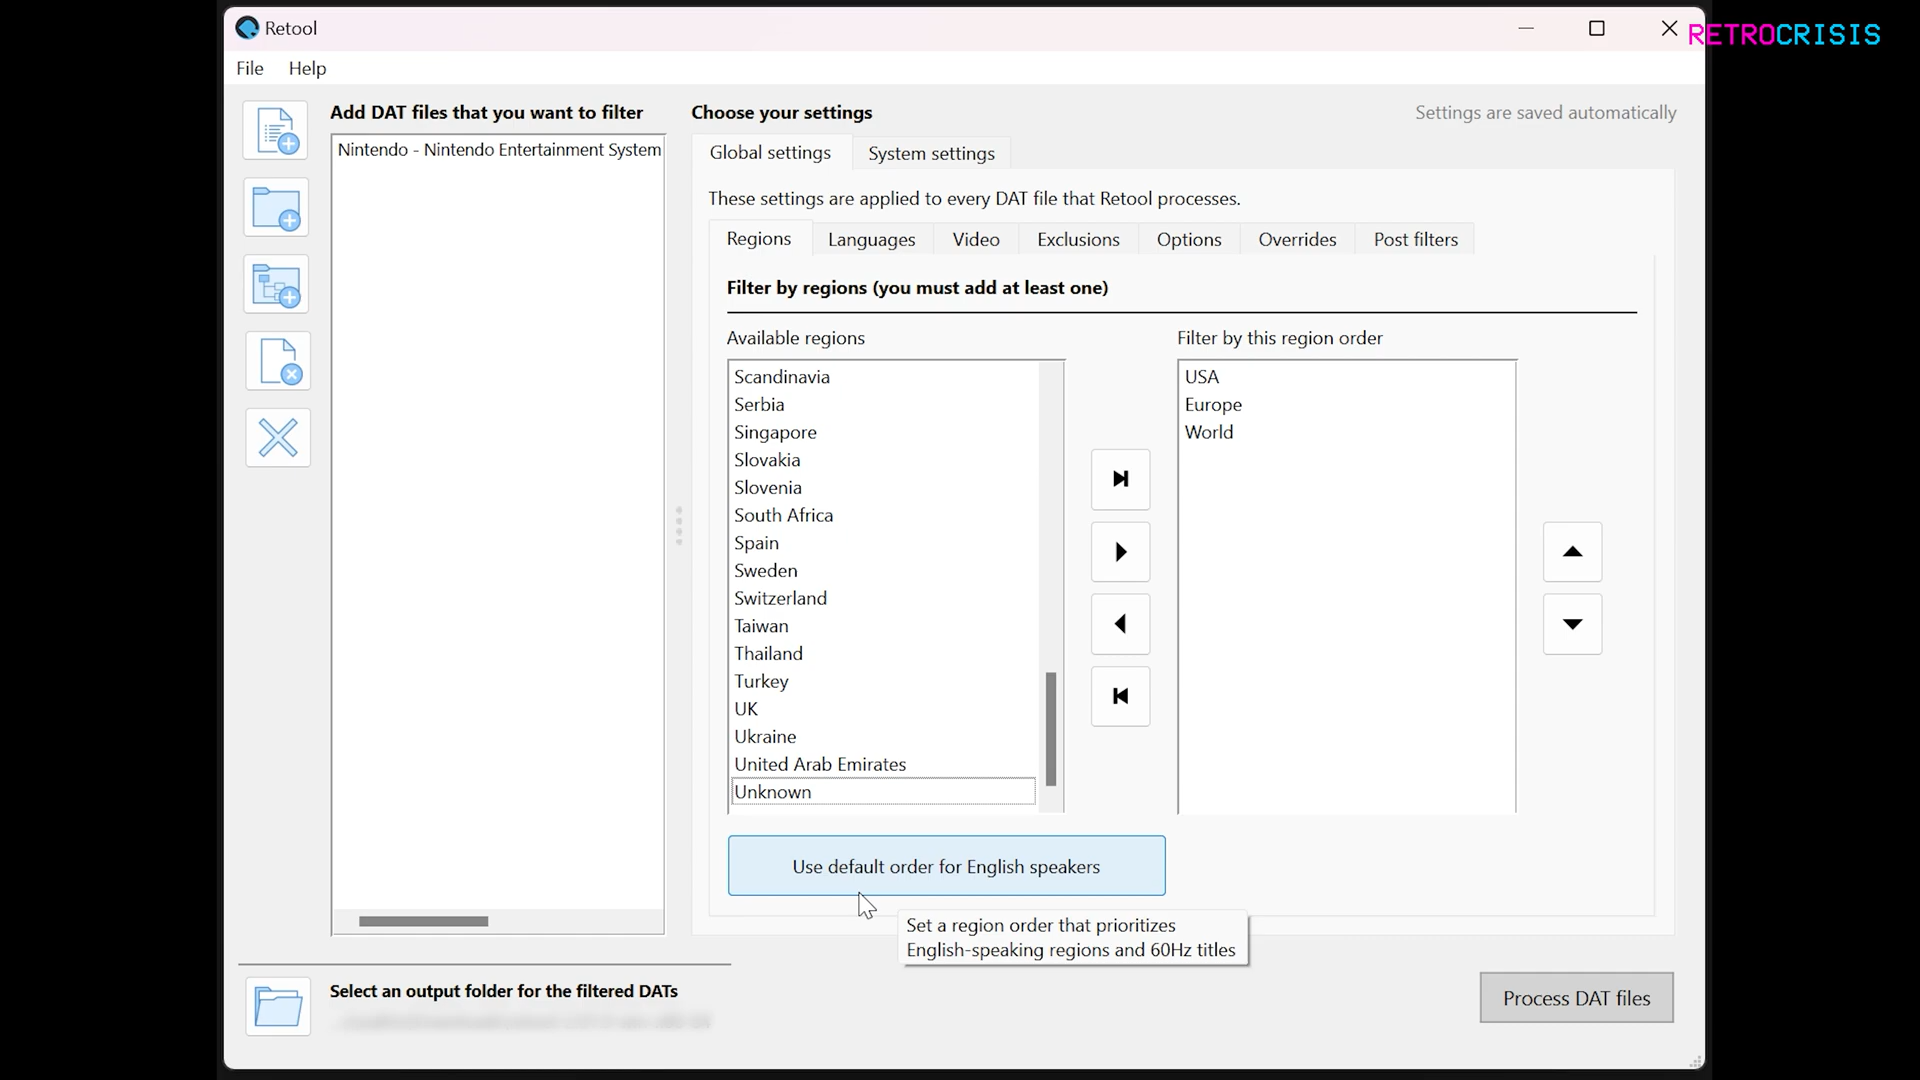 Retool
RETROCRISIS
File
Help
Add DAT files that you want to filter
Choose your settings
Settings are saved automatically
Nintendo - Nintendo Entertainment System
Global settings
System settings
These settings are applied to every DAT file that Retool processes.
Regions
Languages
Video
Exclusions
Options
Overrides
Post filters
Filter by regions (you must add at least one)
Available regions
Filter by this region order
Scandinavia
Serbia
Singapore
Slovakia
Slovenia
South Africa
Spain
Sweden
Switzerland
Taiwan
Thailand
Turkey
UK
Ukraine
United Arab Emirates
Unknown
USA
Europe
World
Use default order for English speakers
Set a region order that prioritizes
English-speaking regions and 60Hz titles
Select an output folder for the filtered DATs
Process DAT files